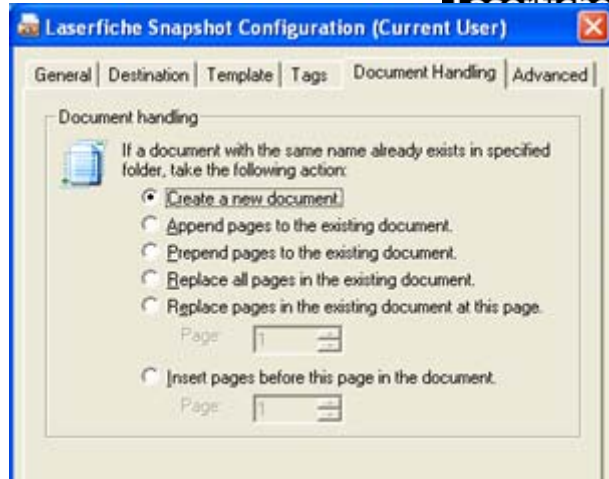 Laserfiche Snapshot Configuration (Current User)
General Destination Template Tags Document Handling Advanced
Document handling
If a document with the same name already exists in specified
folder, take the following action:
Create a new document.
Append pages to the existing document.
Prepend pages to the existing document.
Replace all pages in the existing document.
Replace pages in the existing document at this page.
Page: 1
Insert pages before this page in the document.
Page: 1